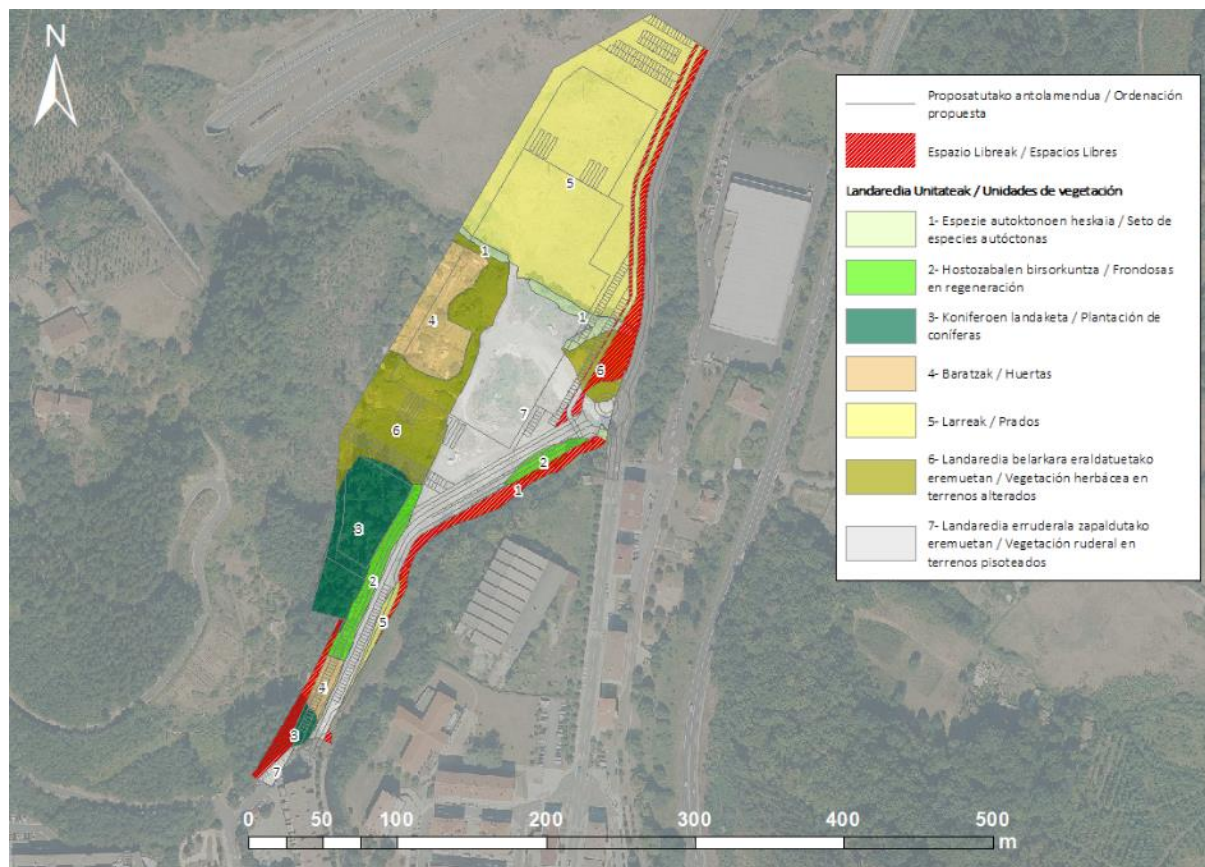 N
Proposatutako antolamendua / Ordenación
propuesta
Espazio Libreak / Espacios Libres
Landaredia Unitateak / Unidades de vegetación
1- Espezie autoktonoen heskaia / Seto de
especies autóctonas
2- Hostozabalen birsorkuntza / Frondosas
en regeneración
3- Koniferoen landaketa / Plantación de
coníferas
4- Baratzak / Huertas
5- Larreak / Prados
6- Landaredia belarkara eraldatuetako
eremuetan / Vegetación herbácea en
terrenos alterados
7- Landaredia erruderala zapaldutako
eremuetan / Vegetación ruderal en
terrenos pisoteados
5
1
4
1
6
7
6
2
1
3
2
5
4
3
7
0 50 100 200 300 400 500
m